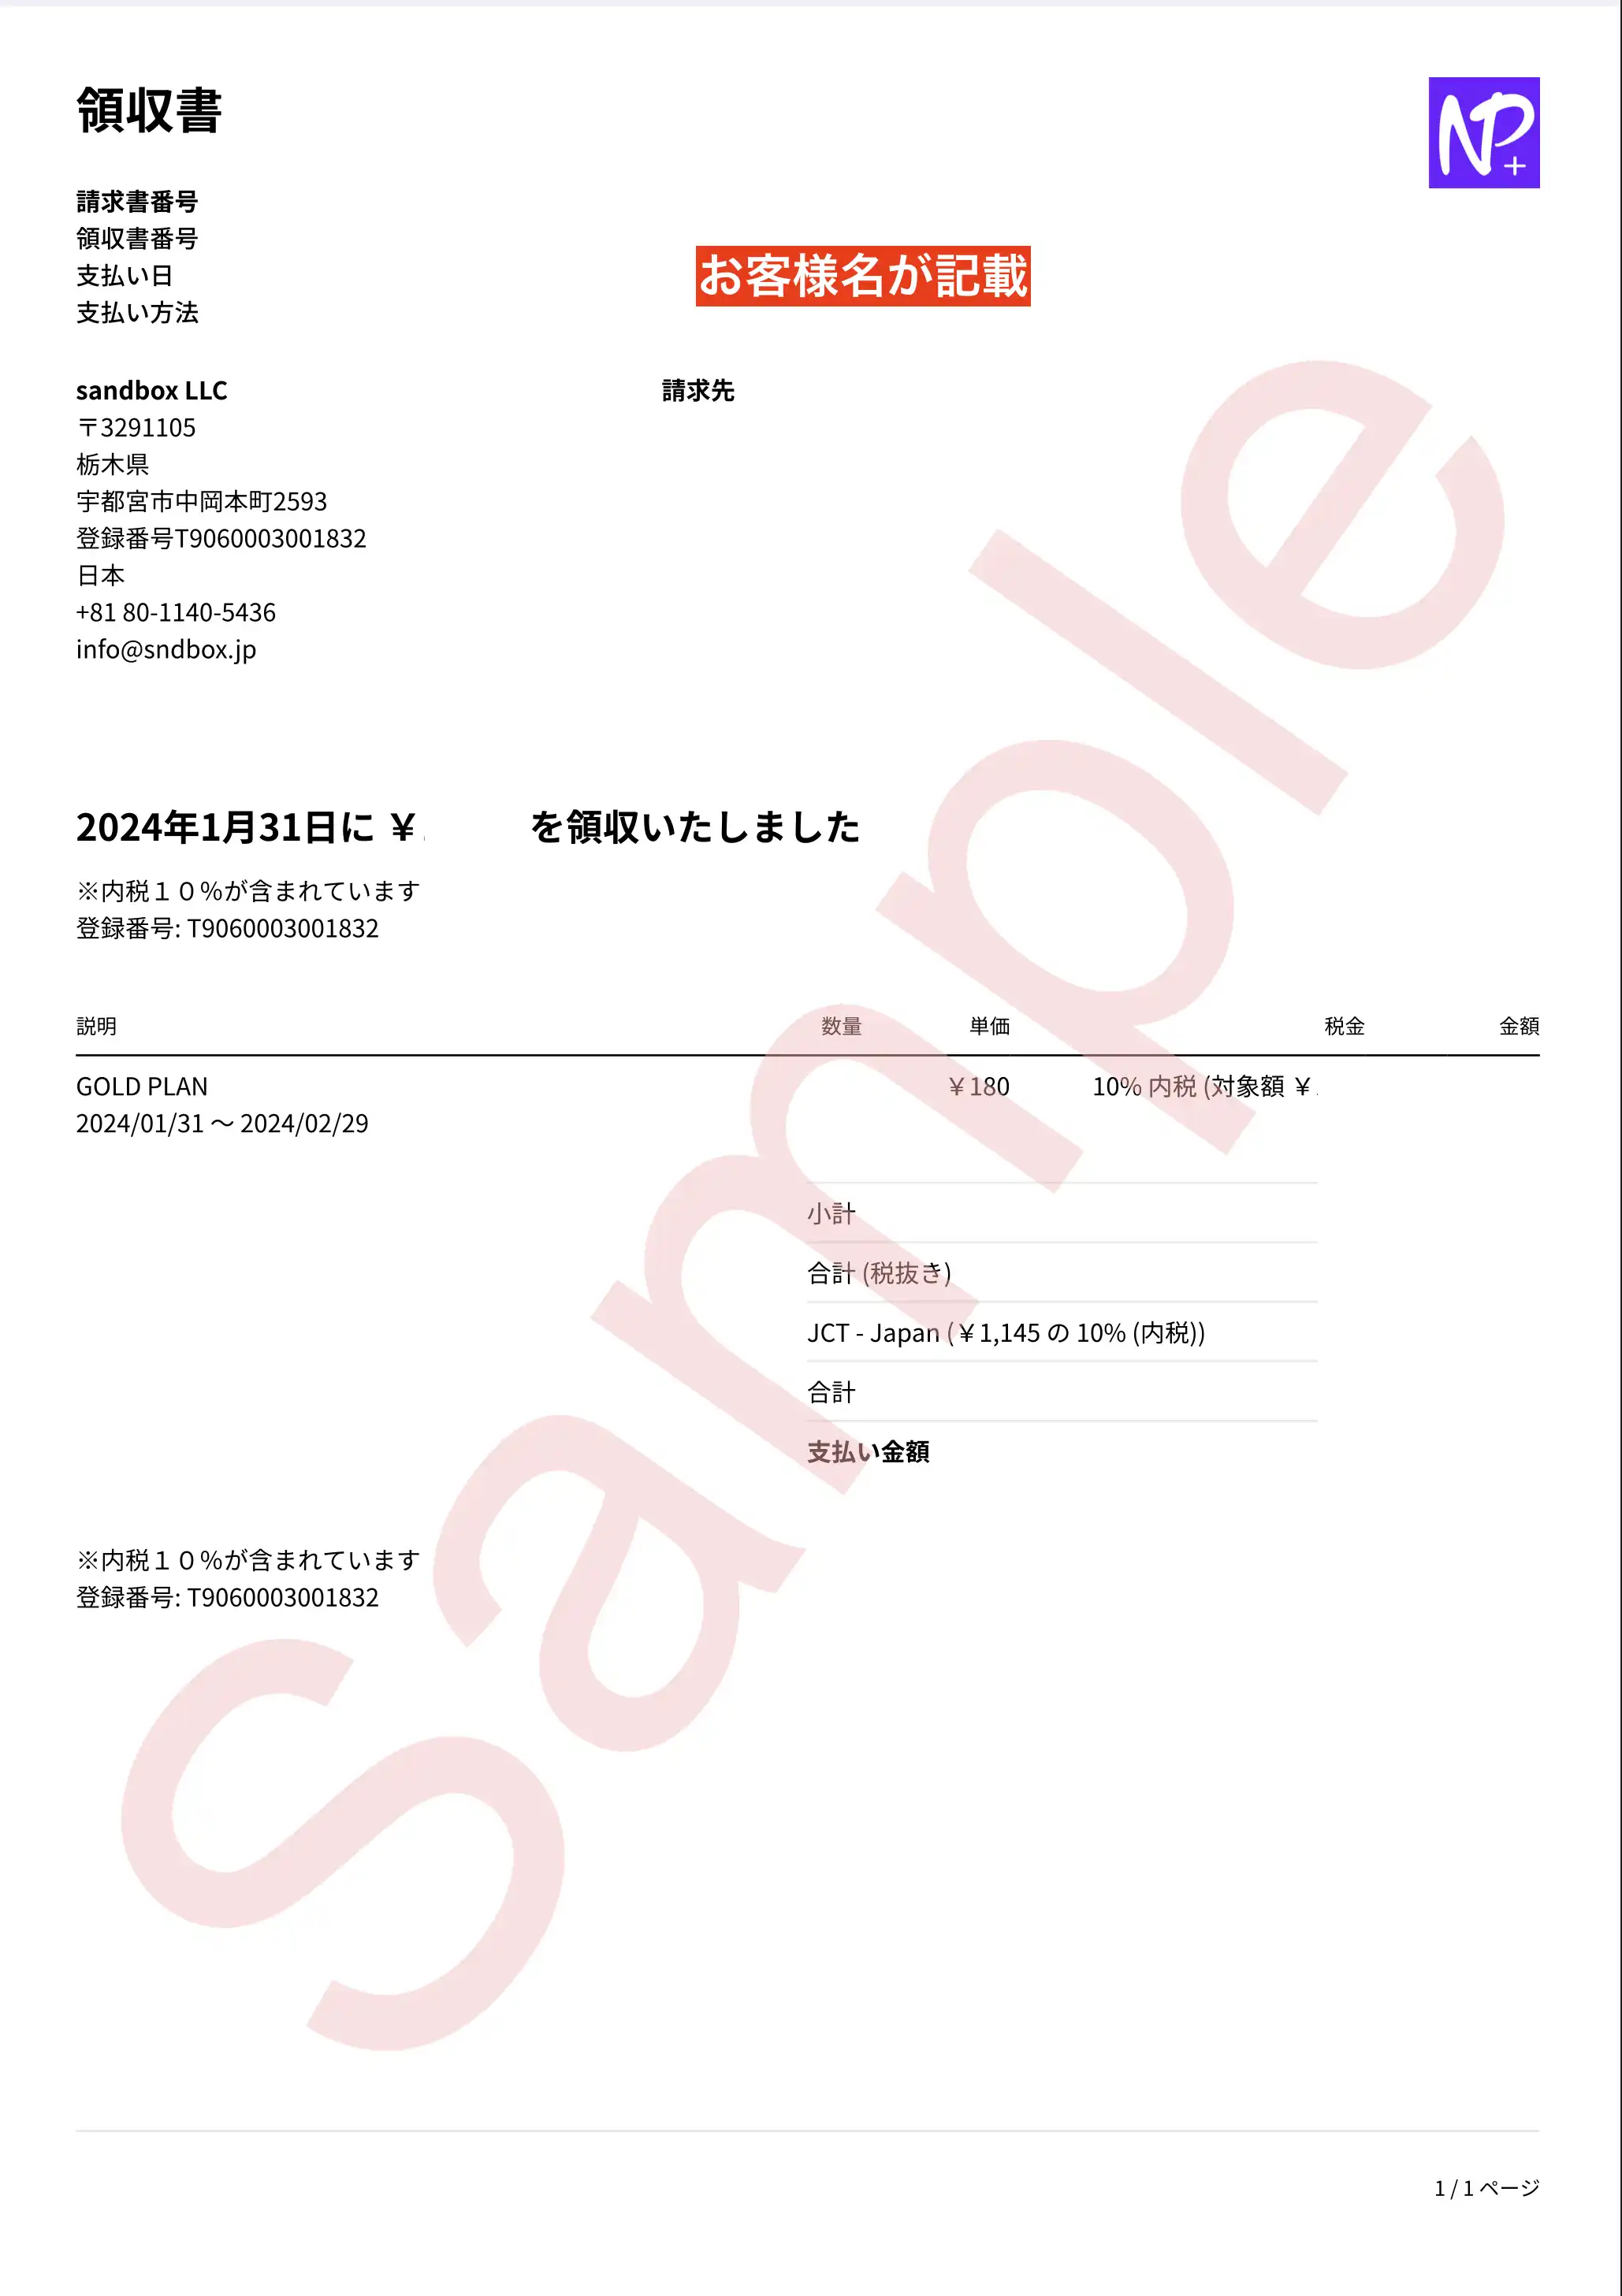 領収書
NP+
請求書番号
領収書番号
支払い日
支払い方法
お客様名が記載
sandbox LLC
〒3291105
栃木県
宇都宮市中岡本町2593
登録番号T9060003001832
日本
+81 80-1140-5436
info@sndbox.jp
請求先
2024年1月31日に ￥ を領収いたしました
※内税１０％が含まれています
登録番号: T9060003001832
説明 数量 単価 税金 金額
GOLD PLAN ￥180 10% 内税 (対象額 ￥
2024/01/31 〜 2024/02/29
小計
合計 (税抜き)
JCT - Japan (￥1,145 の 10% (内税))
合計
支払い金額
※内税１０％が含まれています
登録番号: T9060003001832
Sample
1 / 1 ページ